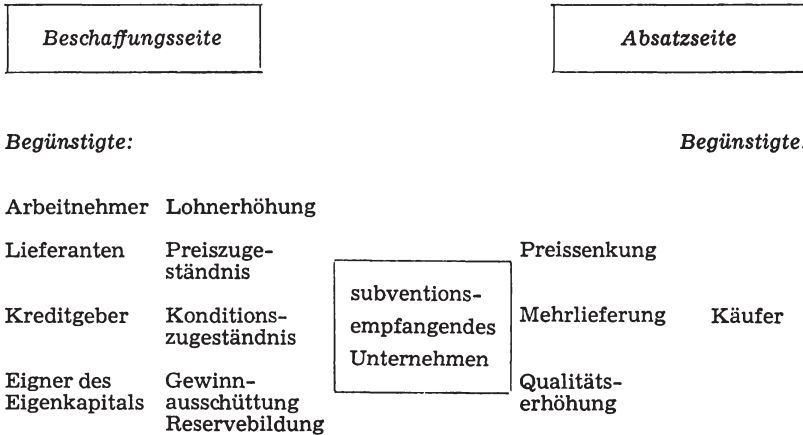 Beschaffungsseite Absatzseite
Begünstigte: Begünstigte:
Arbeitnehmer Lohnerhöhung
Lieferanten Preiszuge-
ständnis
Preissenkung
subventions-
empfangendes
Unternehmen
Kreditgeber Konditions-
zugeständnis
Mehrlieferung Käufer
Eigner des Gewinn-
Eigenkapitals ausschüttung
Reservebildung
Qualitäts-
erhöhung